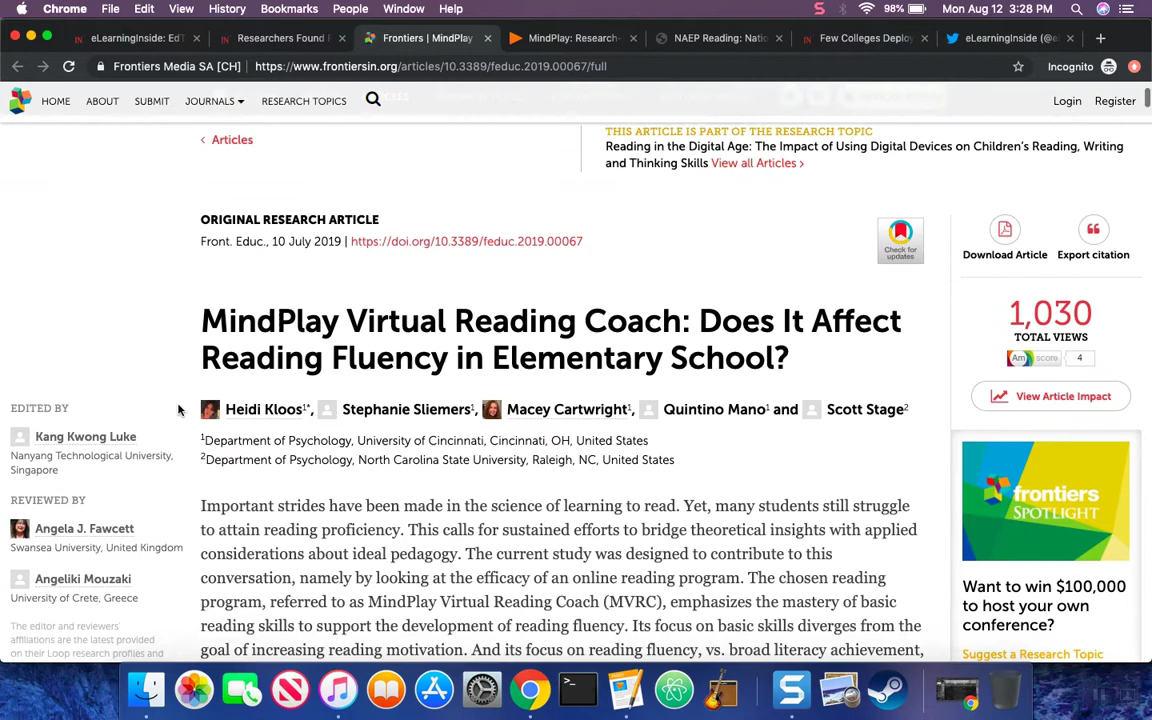 Chrome File Edit View History Bookmarks People Window Help 98% Mon Aug 12 3:28 PM
eLearningInside: EdT Researchers Found Frontiers | MindPlay MindPlay: Research- NAEP Reading: Natio Few Colleges Deploy eLearningInside (@e
Frontiers Media SA [CH] https://www.frontiersin.org/articles/10.3389/feduc.2019.00067/full Incognito
HOME ABOUT SUBMIT JOURNALS RESEARCH TOPICS Login Register
Articles
THIS ARTICLE IS PART OF THE RESEARCH TOPIC
Reading in the Digital Age: The Impact of Using Digital Devices on Children's Reading, Writing
and Thinking Skills View all Articles >
ORIGINAL RESEARCH ARTICLE
Front. Educ., 10 July 2019 | https://doi.org/10.3389/feduc.2019.00067
Check for
updates
Download Article Export citation
MindPlay Virtual Reading Coach: Does It Affect
Reading Fluency in Elementary School?
1,030
TOTAL VIEWS
Am score 4
View Article Impact
Heidi Kloos1*, Stephanie Sliemers1, Macey Cartwright1, Quintino Mano1 and Scott Stage2
1Department of Psychology, University of Cincinnati, Cincinnati, OH, United States
2Department of Psychology, North Carolina State University, Raleigh, NC, United States
EDITED BY
Kang Kwong Luke
Nanyang Technological University,
Singapore
REVIEWED BY
Angela J. Fawcett
Swansea University, United Kingdom
Angeliki Mouzaki
University of Crete, Greece
The editor and reviewers'
affiliations are the latest provided
on their Loop research profiles and
Important strides have been made in the science of learning to read. Yet, many students still struggle
to attain reading proficiency. This calls for sustained efforts to bridge theoretical insights with applied
considerations about ideal pedagogy. The current study was designed to contribute to this
conversation, namely by looking at the efficacy of an online reading program. The chosen reading
program, referred to as MindPlay Virtual Reading Coach (MVRC), emphasizes the mastery of basic
reading skills to support the development of reading fluency. Its focus on basic skills diverges from the
goal of increasing reading motivation. And its focus on reading fluency, vs. broad literacy achievement,
frontiers
SPOTLIGHT
Want to win $100,000
to host your own
conference?
Suggest a Research Topic